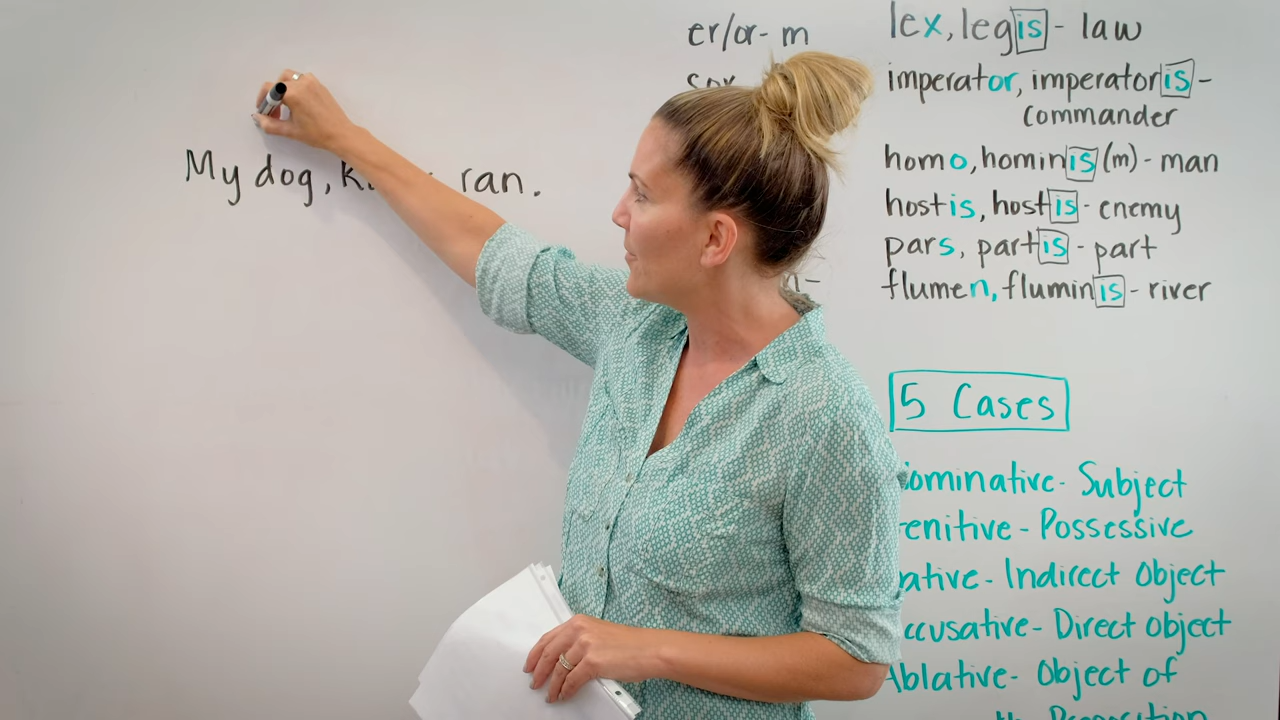 My dog, ran.
er/or- m
lex, legis - law
imperator, imperatoris -
commander
homo, hominis (m) - man
hostis, hostis - enemy
pars, partis - part
flumen, fluminis - river
5 Cases
Nominative- Subject
Genitive - Possessive
Dative - Indirect Object
Accusative- Direct object
Ablative- Object of
Preposition